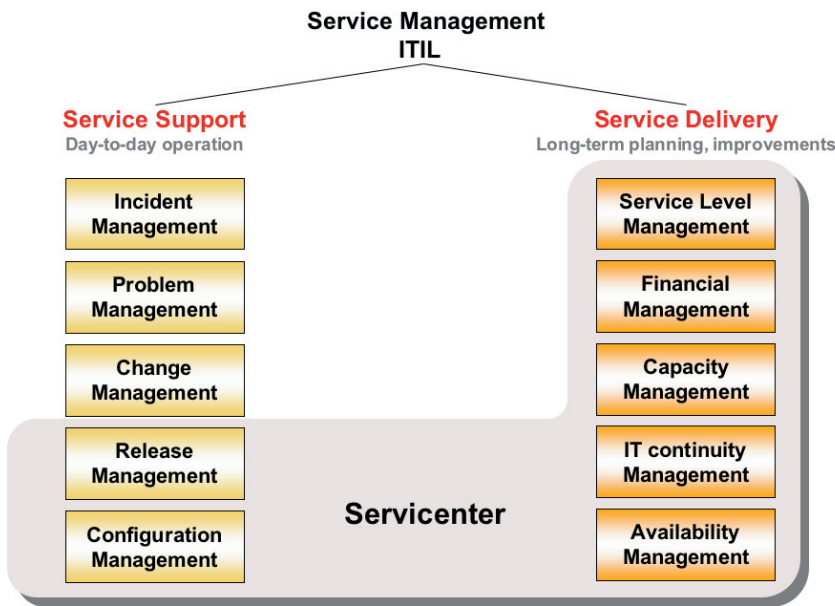 Service Management
ITIL
Service Support
Day-to-day operation
Incident
Management
Problem
Management
Change
Management
Release
Management
Configuration
Management
Service Delivery
Long-term planning, improvements
Service Level
Management
Financial
Management
Capacity
Management
IT continuity
Management
Availability
Management
Servicenter